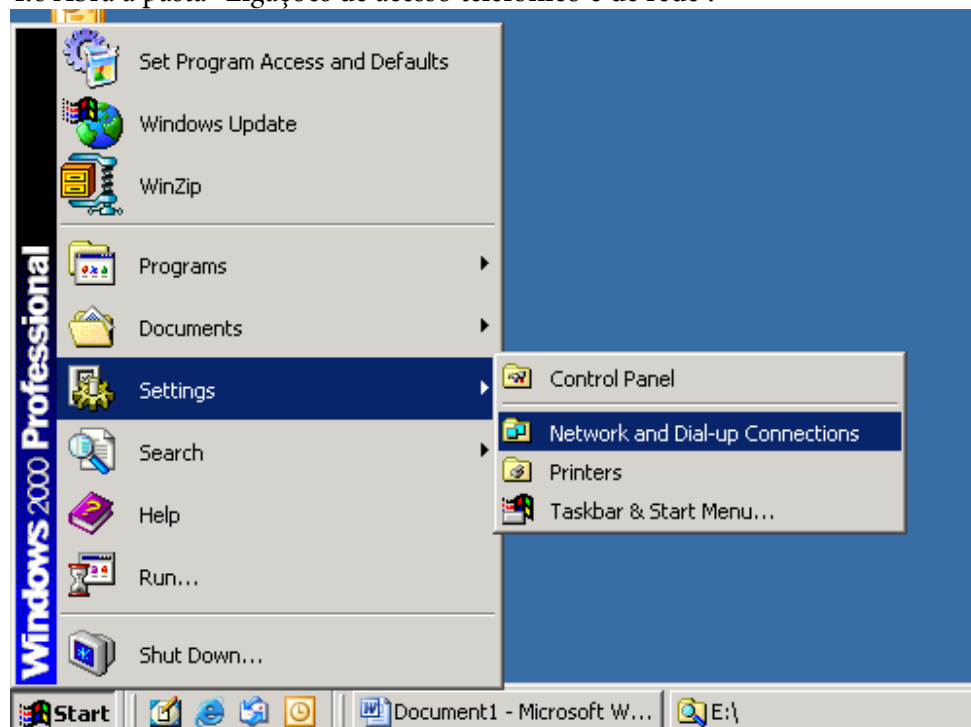 Set Program Access and Defaults
Windows Update
WinZip
Programs
Documents
Settings
Search
Help
Run...
Shut Down...
Windows 2000 Professional
Control Panel
Network and Dial-up Connections
Printers
Taskbar & Start Menu...
Start
Document1 - Microsoft W...
E:\